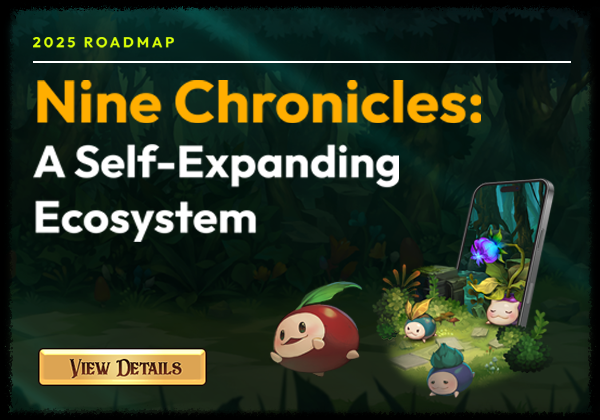 2025 ROADMAP
Nine Chronicles:
A Self-Expanding
Ecosystem
View Details